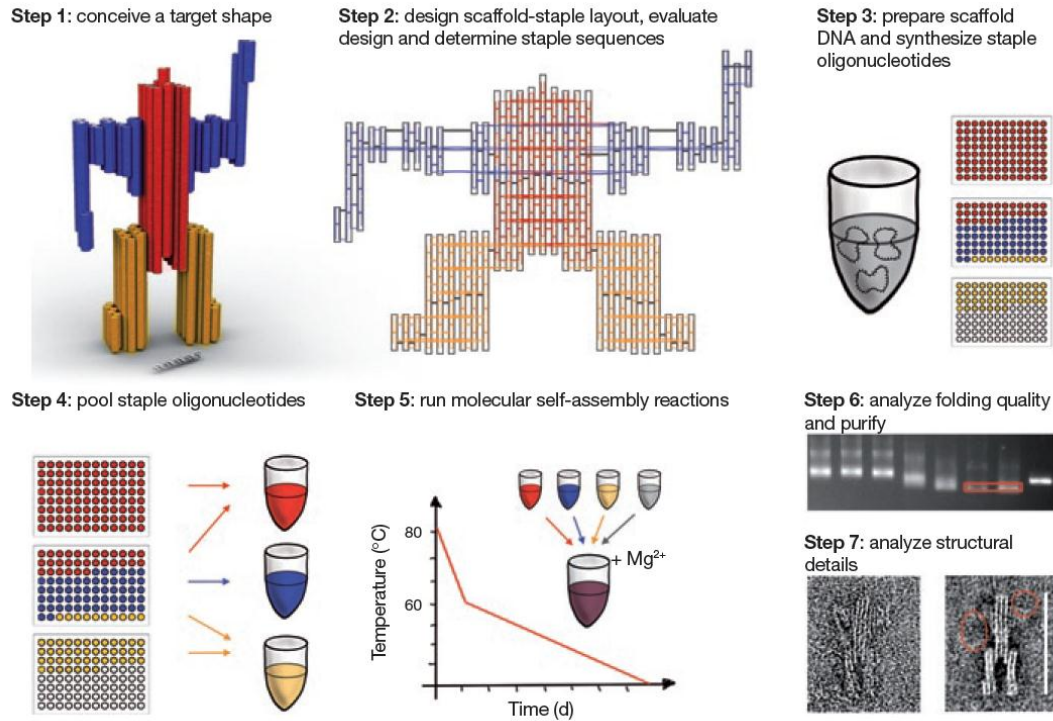 Step 1: conceive a target shape
Step 2: design scaffold-staple layout, evaluate
design and determine staple sequences
Step 3: prepare scaffold
DNA and synthesize staple
oligonucleotides
Step 4: pool staple oligonucleotides
Step 5: run molecular self-assembly reactions
+ Mg²⁺
80
60
Temperature (°C)
Time (d)
Step 6: analyze folding quality
and purify
Step 7: analyze structural
details